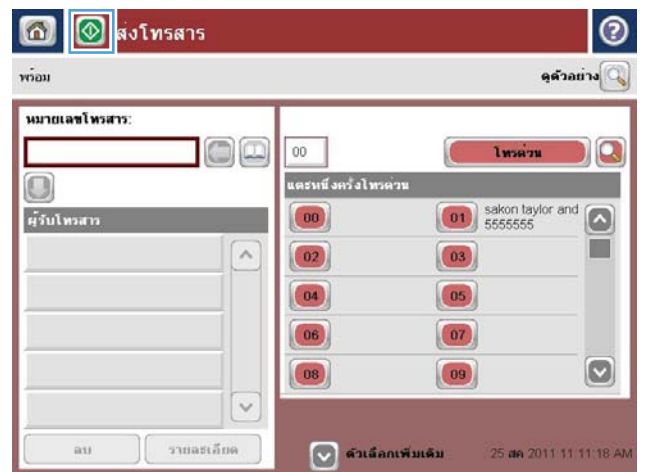 ส่งโทรสาร
?
พร้อม
ดูตัวอย่าง
หมายเลขโทรสาร:
00
โทรด่วน
แตะหนึ่งครั้งโทรด่วน
ผู้รับโทรสาร
00
01
sakon taylor and
5555555
02
03
04
05
06
07
08
09
ลบ
รายละเอียด
ตัวเลือกเพิ่มเติม
25 สค 2011 11:11:18 AM